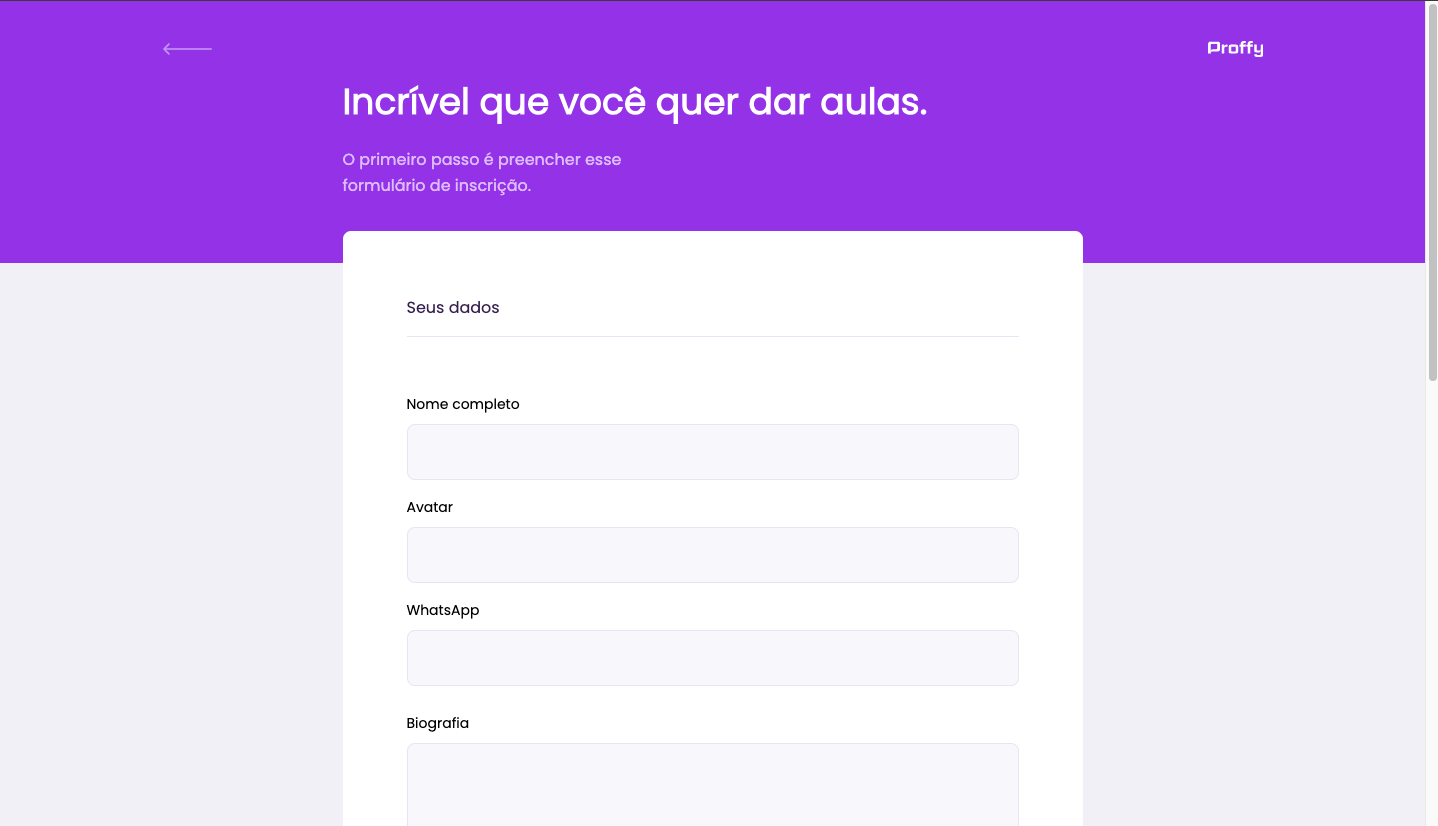 Proffy
Incrível que você quer dar aulas.
O primeiro passo é preencher esse
formulário de inscrição.
Seus dados
Nome completo
Avatar
WhatsApp
Biografia